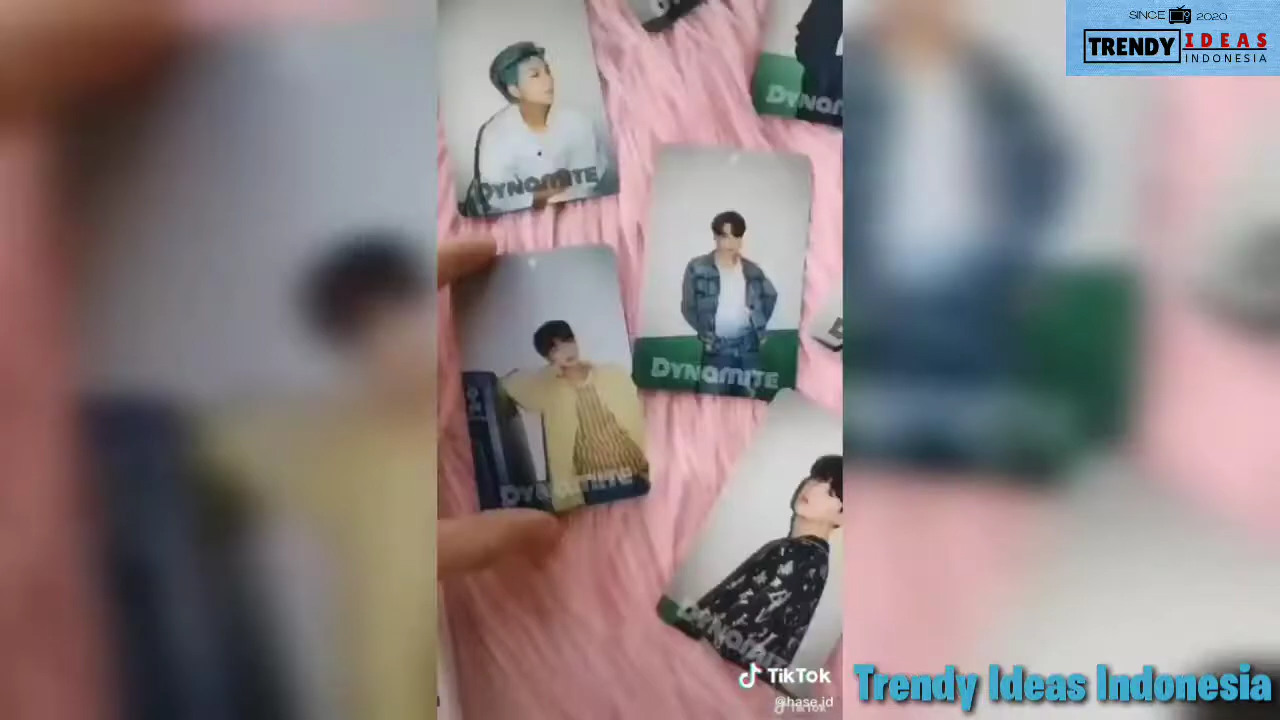 SINCE 2020
TRENDY IDEAS
INDONESIA
DYNAMITE
DYNAMITE
DYNAMITE
DYNAMITE
TikTok
@hase.id
Trendy Ideas Indonesia